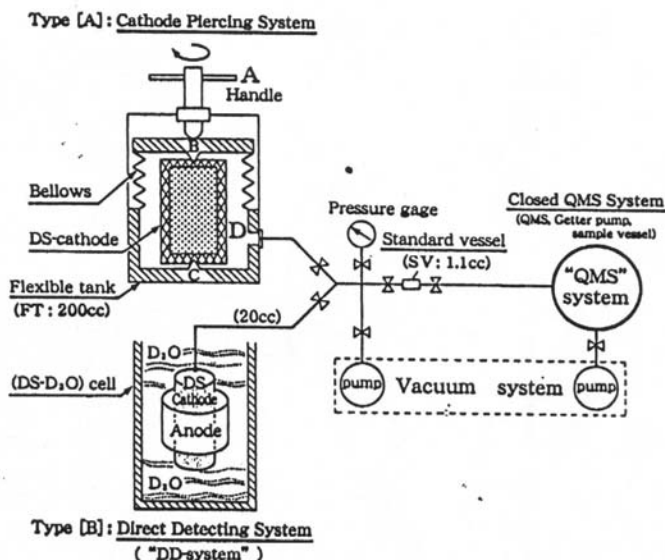 Type [A] : Cathode Piercing System
A
Handle
B
Bellows
DS-cathode
D
C
Flexible tank
(FT : 200cc)
Pressure gage
Standard vessel
(SV : 1.1cc)
Closed QMS System
(QMS, Getter pump,
sample vessel)
"QMS"
system
(20cc)
D₂O
(DS-D₂O) cell
DS
Cathode
Anode
D₂O
pump
Vacuum system
pump
Type [B] : Direct Detecting System
( "DD-system" )